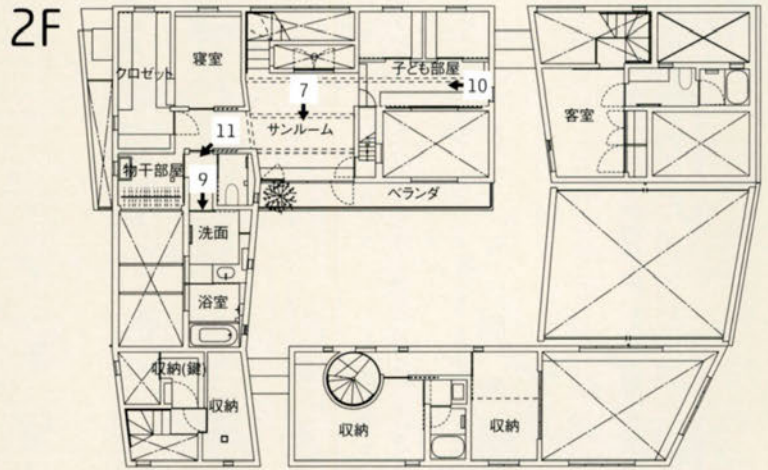 2F
クロゼット
寝室
子ども部屋
7
10
客室
11
サンルーム
物干部屋
9
ベランダ
洗面
浴室
収納(鍵)
収納
収納
収納